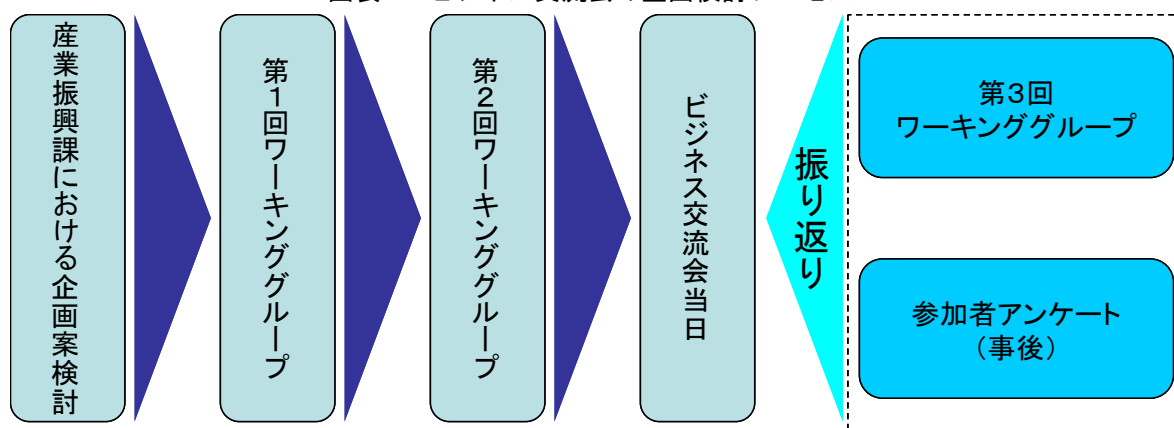 産業振興課における企画案検討
第1回ワーキンググループ
第2回ワーキンググループ
ビジネス交流会当日
振り返り
第3回
ワーキンググループ
参加者アンケート
（事後）